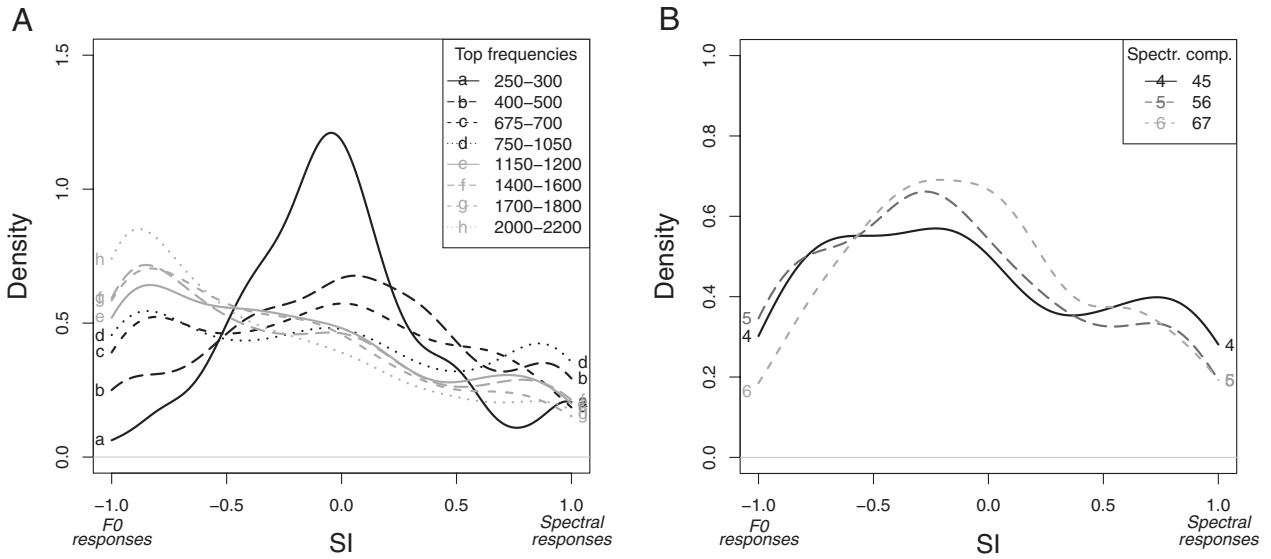 A
Density
1.5
1.0
0.5
0.0
Top frequencies
a 250–300
b 400–500
c 675–700
d 750–1050
e 1150–1200
f 1400–1600
g 1700–1800
h 2000–2200
h
g
e
d
c
b
a
d
b
g
−1.0 −0.5 0.0 0.5 1.0
F0 responses
SI
Spectral responses
B
Density
1.0
0.8
0.6
0.4
0.2
0.0
Spectr. comp.
4 45
5 56
6 67
5
4
6
4
5
−1.0 −0.5 0.0 0.5 1.0
F0 responses
SI
Spectral responses